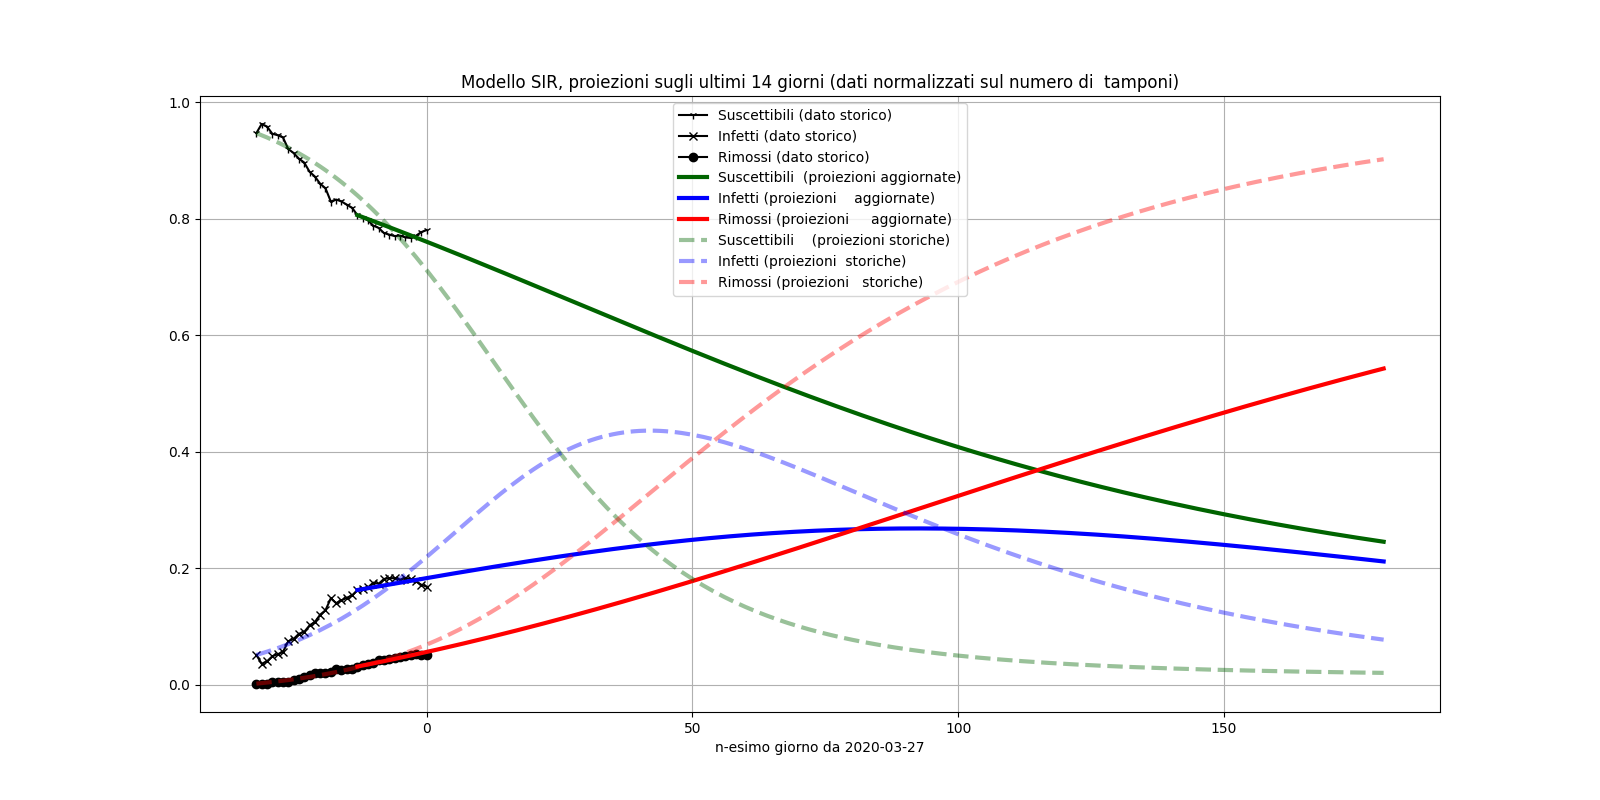 Modello SIR, proiezioni sugli ultimi 14 giorni (dati normalizzati sul numero di  tamponi)
1.0
0.8
0.6
0.4
0.2
0.0
Suscettibili (dato storico)
Infetti (dato storico)
Rimossi (dato storico)
Suscettibili  (proiezioni aggiornate)
Infetti (proiezioni    aggiornate)
Rimossi (proiezioni     aggiornate)
Suscettibili    (proiezioni storiche)
Infetti (proiezioni  storiche)
Rimossi (proiezioni   storiche)
0 50 100 150
n-esimo giorno da 2020-03-27